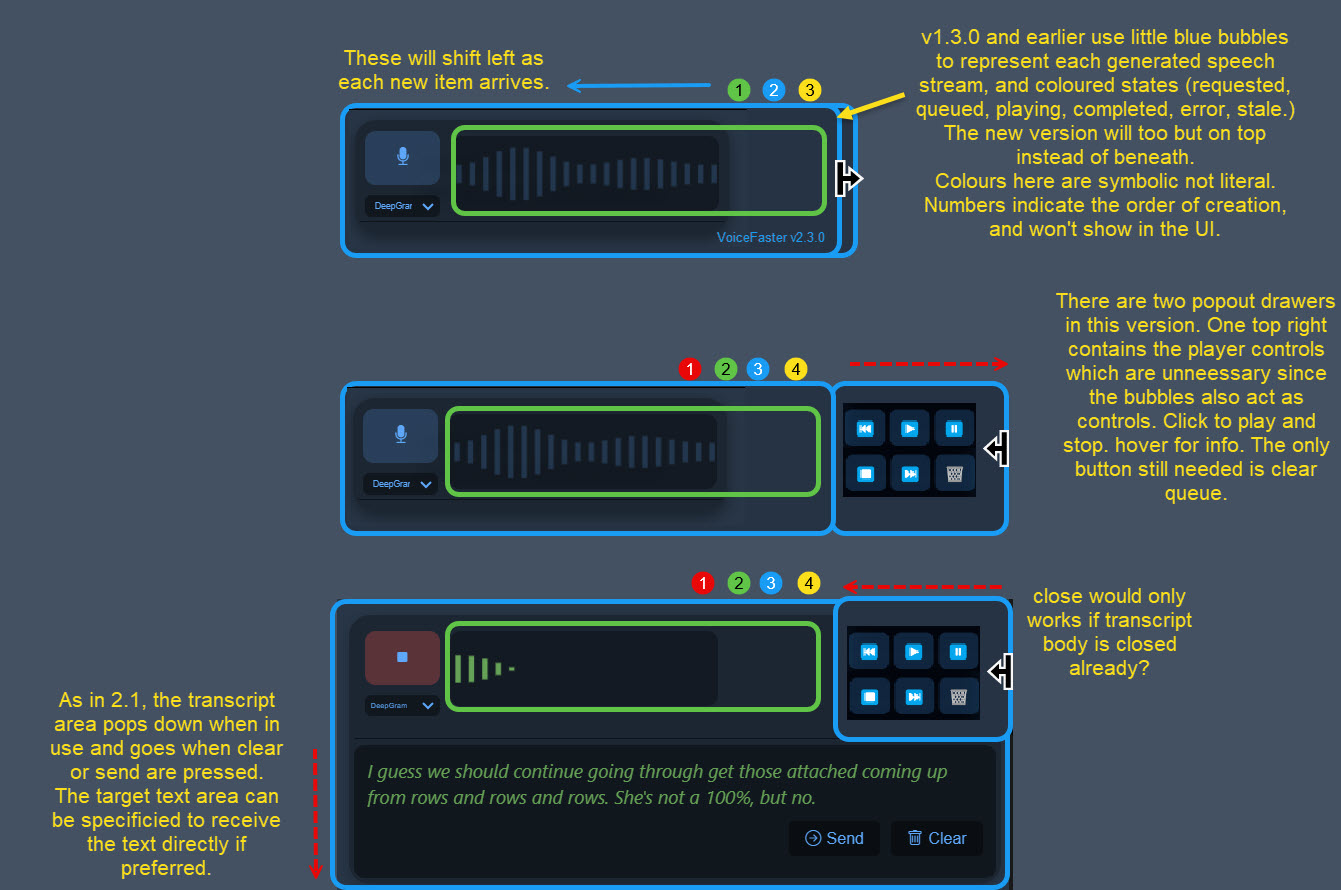 These will shift left as
each new item arrives.
1 2 3
v1.3.0 and earlier use little blue bubbles
to represent each generated speech
stream, and coloured states (requested,
queued, playing, completed, error, stale.)
The new version will too but on top
instead of beneath.
Colours here are symbolic not literal.
Numbers indicate the order of creation,
and won't show in the UI.
DeepGrar
VoiceFaster v2.3.0
There are two popout drawers
in this version. One top right
contains the player controls
which are unneessary since
the bubbles also act as
controls. Click to play and
stop. hover for info. The only
button still needed is clear
queue.
1 2 3 4
DeepGrar
1 2 3 4
close would only
works if transcript
body is closed
already?
DeepGram
As in 2.1, the transcript
area pops down when in
use and goes when clear
or send are pressed.
The target text area can
be specificied to receive
the text directly if
preferred.
I guess we should continue going through get those attached coming up
from rows and rows and rows. She's not a 100%, but no.
Send
Clear